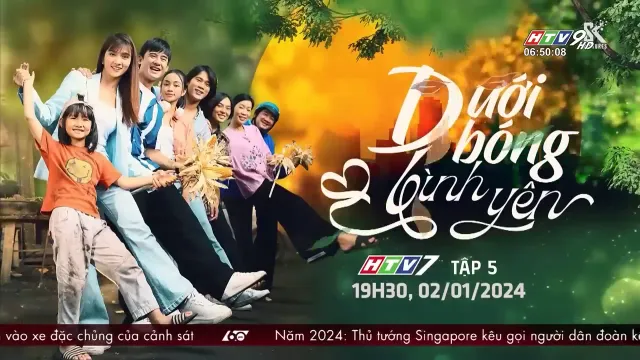 HTV9 HD
06:50:08
Dưới
bóng
bình yên
HTV7 TẬP 5
19H30, 02/01/2024
vào xe đặc chủng của cảnh sát
60
Năm 2024: Thủ tướng Singapore kêu gọi người dân đoàn kế